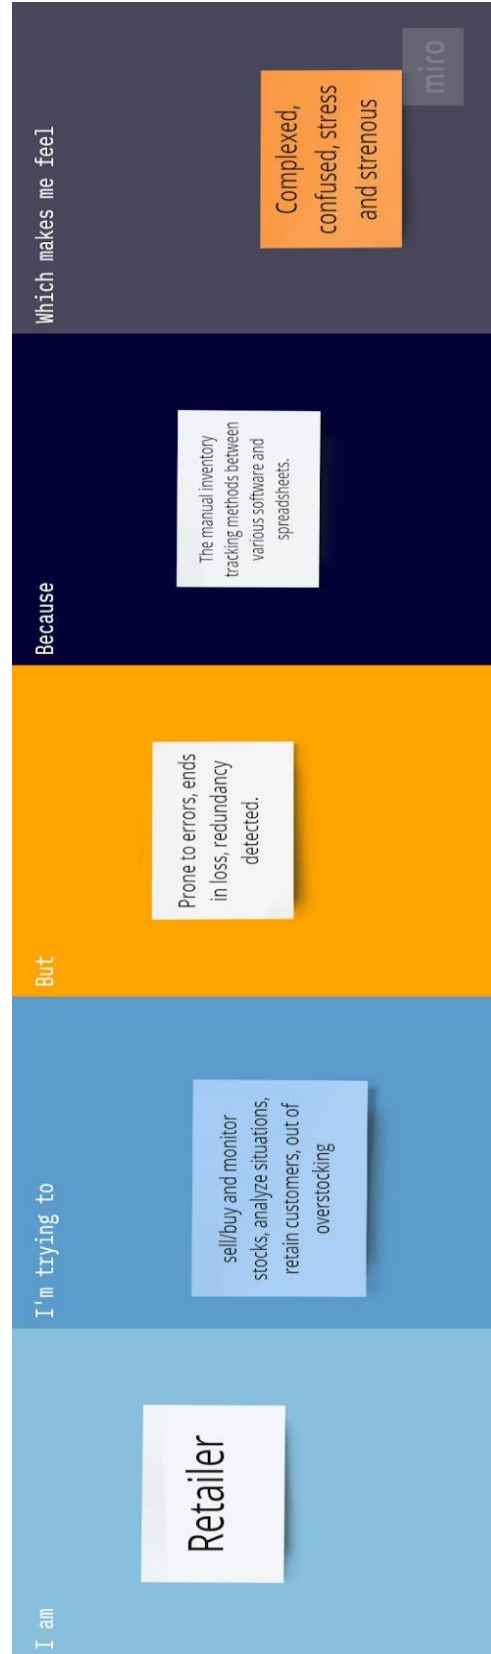 I am
Retailer
I'm trying to
sell/buy and monitor
stocks, analyze situations,
retain customers, out of
overstocking
But
Prone to errors, ends
in loss, redundancy
detected.
Because
The manual inventory
tracking methods between
various software and
spreadsheets.
Which makes me feel
Complexed,
confused, stress
and strenous
miro